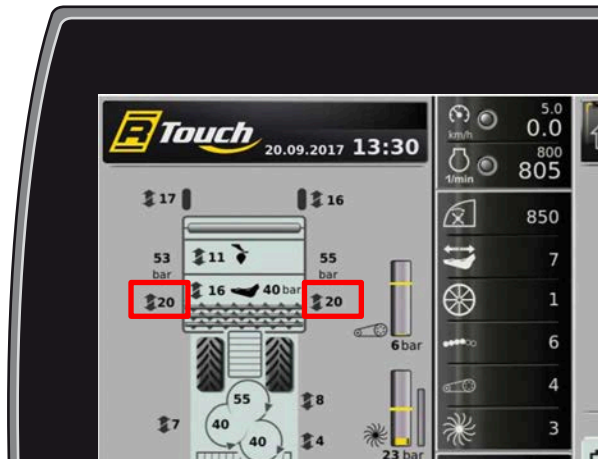 R Touch 20.09.2017 13:30
km/h 5.0
0.0
1/min 800
805
17 16
850
53 bar 11 55 bar
7
16 40 bar
20 20
1
6 bar
6
55
8
4
7 40 40 4
3
23 bar